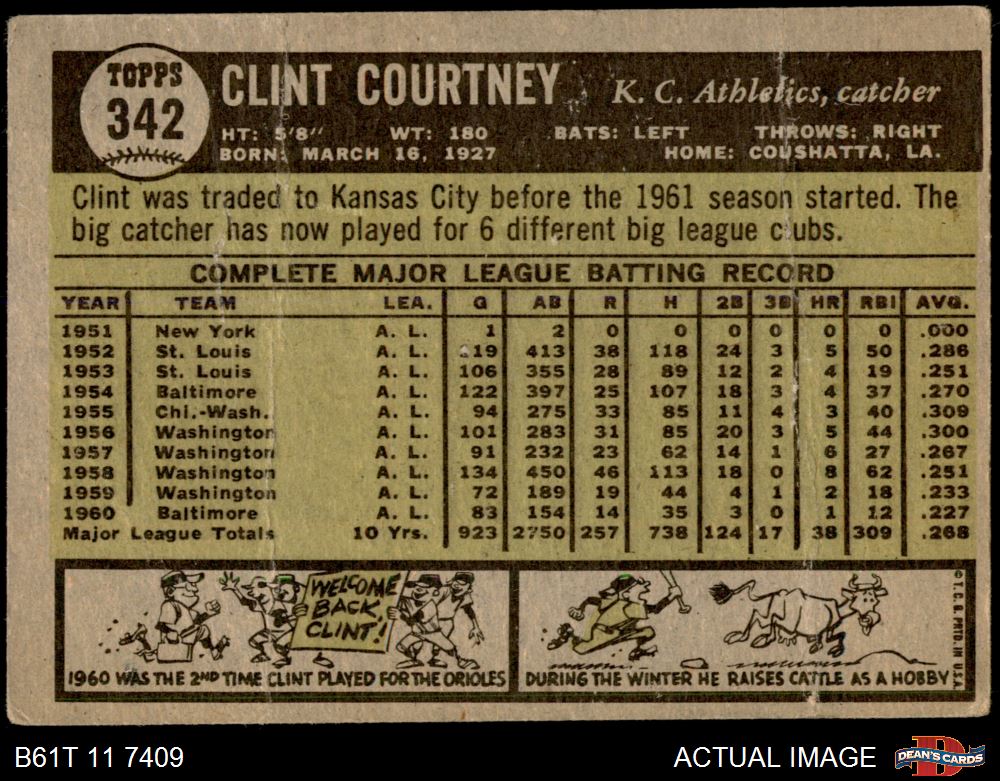 TOPPS
342
CLINT COURTNEY K. C. Athletics, catcher
HT: 5'8" WT: 180 BATS: LEFT THROWS: RIGHT
BORN: MARCH 16, 1927 HOME: COUSHATTA, LA.
Clint was traded to Kansas City before the 1961 season started. The
big catcher has now played for 6 different big league clubs.
COMPLETE MAJOR LEAGUE BATTING RECORD
YEAR TEAM LEA. G AB R H 2B 3B HR RBI AVG.
1951 New York A. L. 1 2 0 0 0 0 0 0 .000
1952 St. Louis A. L. 119 413 38 118 24 3 5 50 .286
1953 St. Louis A. L. 106 355 28 89 12 2 4 19 .251
1954 Baltimore A. L. 122 397 25 107 18 3 4 37 .270
1955 Chi.-Wash. A. L. 94 275 33 85 11 4 3 40 .309
1956 Washington A. L. 101 283 31 85 20 3 5 44 .300
1957 Washington A. L. 91 232 23 62 14 1 6 27 .267
1958 Washington A. L. 134 450 46 113 18 0 8 62 .251
1959 Washington A. L. 72 189 19 44 4 1 2 18 .233
1960 Baltimore A. L. 83 154 14 35 3 0 1 12 .227
Major League Totals 10 Yrs. 923 2750 257 738 124 17 38 309 .268
WELCOME
BACK,
CLINT!
1960 WAS THE 2ND TIME CLINT PLAYED FOR THE ORIOLES
DURING THE WINTER HE RAISES CATTLE AS A HOBBY
© T. C. G. PRTD. IN U.S.A.
B61T 11 7409
ACTUAL IMAGE
D
DEAN'S CARDS